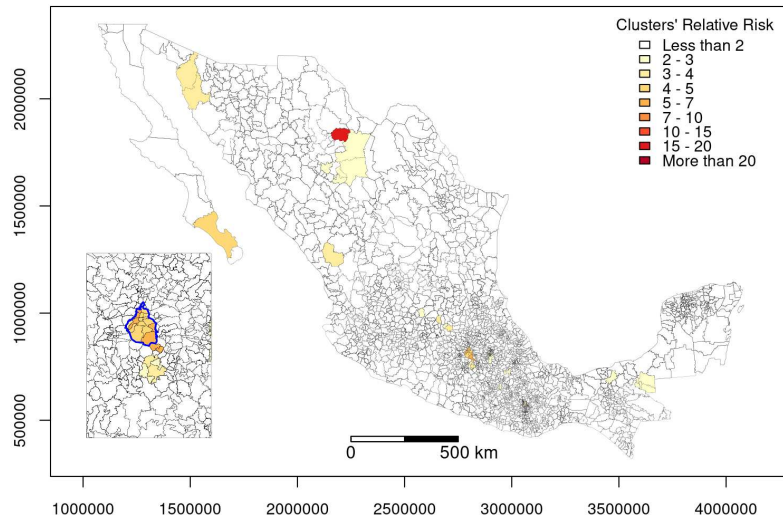 Clusters' Relative Risk
Less than 2
2 - 3
3 - 4
4 - 5
5 - 7
7 - 10
10 - 15
15 - 20
More than 20
2000000
1500000
1000000
500000
0 500 km
1000000 1500000 2000000 2500000 3000000 3500000 4000000